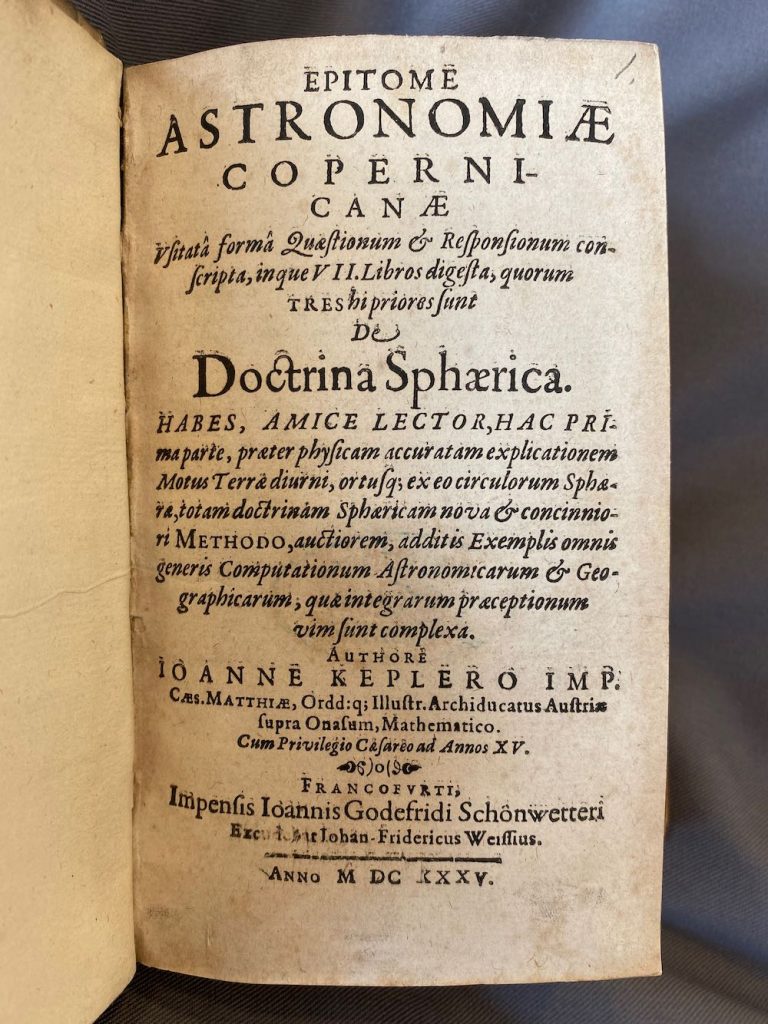 1.
EPITOME
ASTRONOMIÆ
COPERNI-
CANÆ
Vſitatâ formâ Quæſtionum & Reſponſionum con-
ſcripta, inque VII. Libros digeſta, quorum
TRES hi priores ſunt
De
Doctrina Sphærica.
HABES, AMICE LECTOR, HAC PRI-
ma parte, præter phyſicam accuratam explicationem
Motus Terræ diurni, ortuſq; ex eo circulorum Sphæ-
ræ, totam doctrinam Sphæricam nova & concinnio-
ri METHODO, auctiorem, additis Exemplis omnis
generis Computationum Aſtronomicarum & Geo-
graphicarum, quæ integrarum præceptionum
vim ſunt complexa.
AUTHORE
IOANNE KEPLERO IMP.
CÆS. MATTHIÆ, Ordd:q; Illuſtr. Archiducatus Auſtriæ
ſupra Onaſum, Mathematico.
Cum Privilegio Cæſareo ad Annos XV.
FRANCOFVRTI,
Impensis Ioannis Godefridi Schönwetteri
Iohan-Fridericus Weiſſius.
ANNO M DC XXXV.